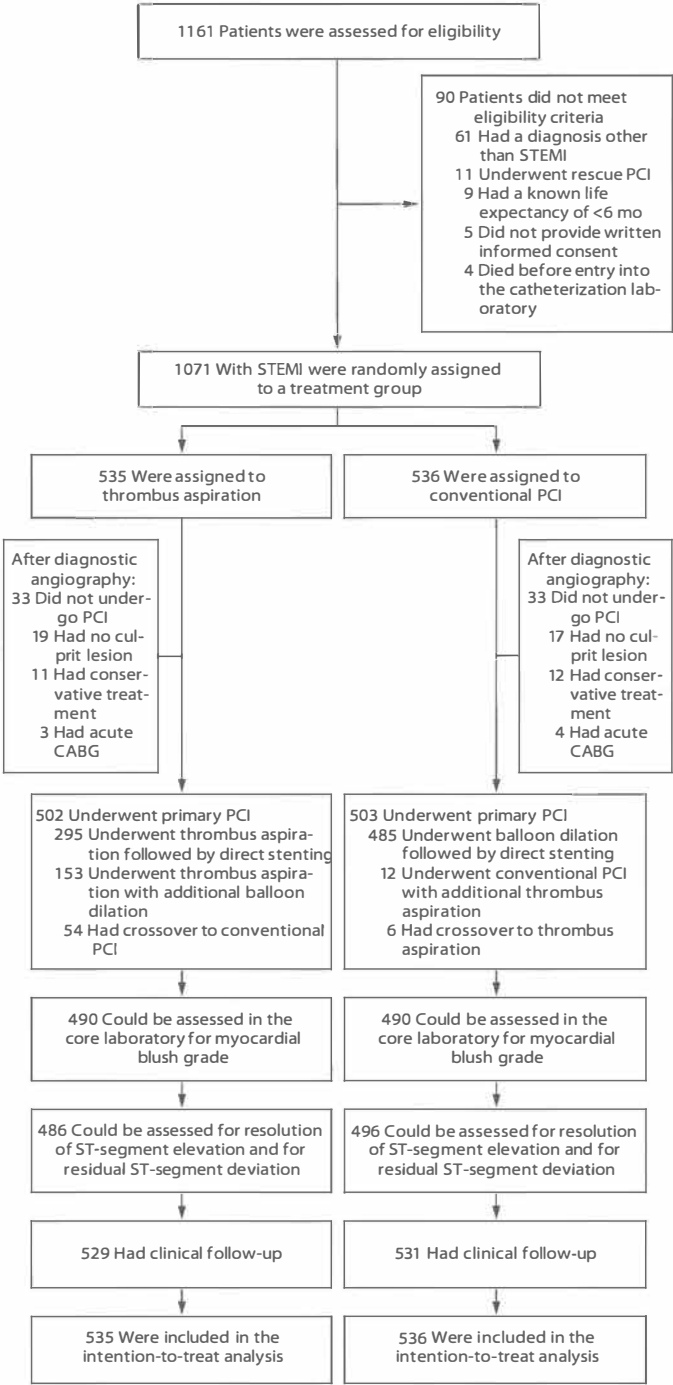 1161 Patients were assessed for eligibility
90 Patients did not meet
eligibility criteria
61 Had a diagnosis other
than STEMI
11 Underwent rescue PCI
9 Had a known life
expectancy of <6 mo
5 Did not provide written
informed consent
4 Died before entry into
the catheterization lab-
oratory
1071 With STEMI were randomly assigned
to a treatment group
535 Were assigned to
thrombus aspiration
536 Were assigned to
conventional PCI
After diagnostic
angiography:
33 Did not under-
go PCI
19 Had no cul-
prit lesion
11 Had conser-
vative treat-
ment
3 Had acute
CABG
After diagnostic
angiography:
33 Did not under-
go PCI
17 Had no cul-
prit lesion
12 Had conser-
vative treat-
ment
4 Had acute
CABG
502 Underwent primary PCI
295 Underwent thrombus aspira-
tion followed by direct stenting
153 Underwent thrombus aspira-
tion with additional balloon
dilation
54 Had crossover to conventional
PCI
503 Underwent primary PCI
485 Underwent balloon dilation
followed by direct stenting
12 Underwent conventional PCI
with additional thrombus
aspiration
6 Had crossover to thrombus
aspiration
490 Could be assessed in the
core laboratory for myocardial
blush grade
490 Could be assessed in the
core laboratory for myocardial
blush grade
486 Could be assessed for resolution
of ST-segment elevation and for
residual ST-segment deviation
496 Could be assessed for resolution
of ST-segment elevation and for
residual ST-segment deviation
529 Had clinical follow-up
531 Had clinical follow-up
535 Were included in the
intention-to-treat analysis
536 Were included in the
intention-to-treat analysis